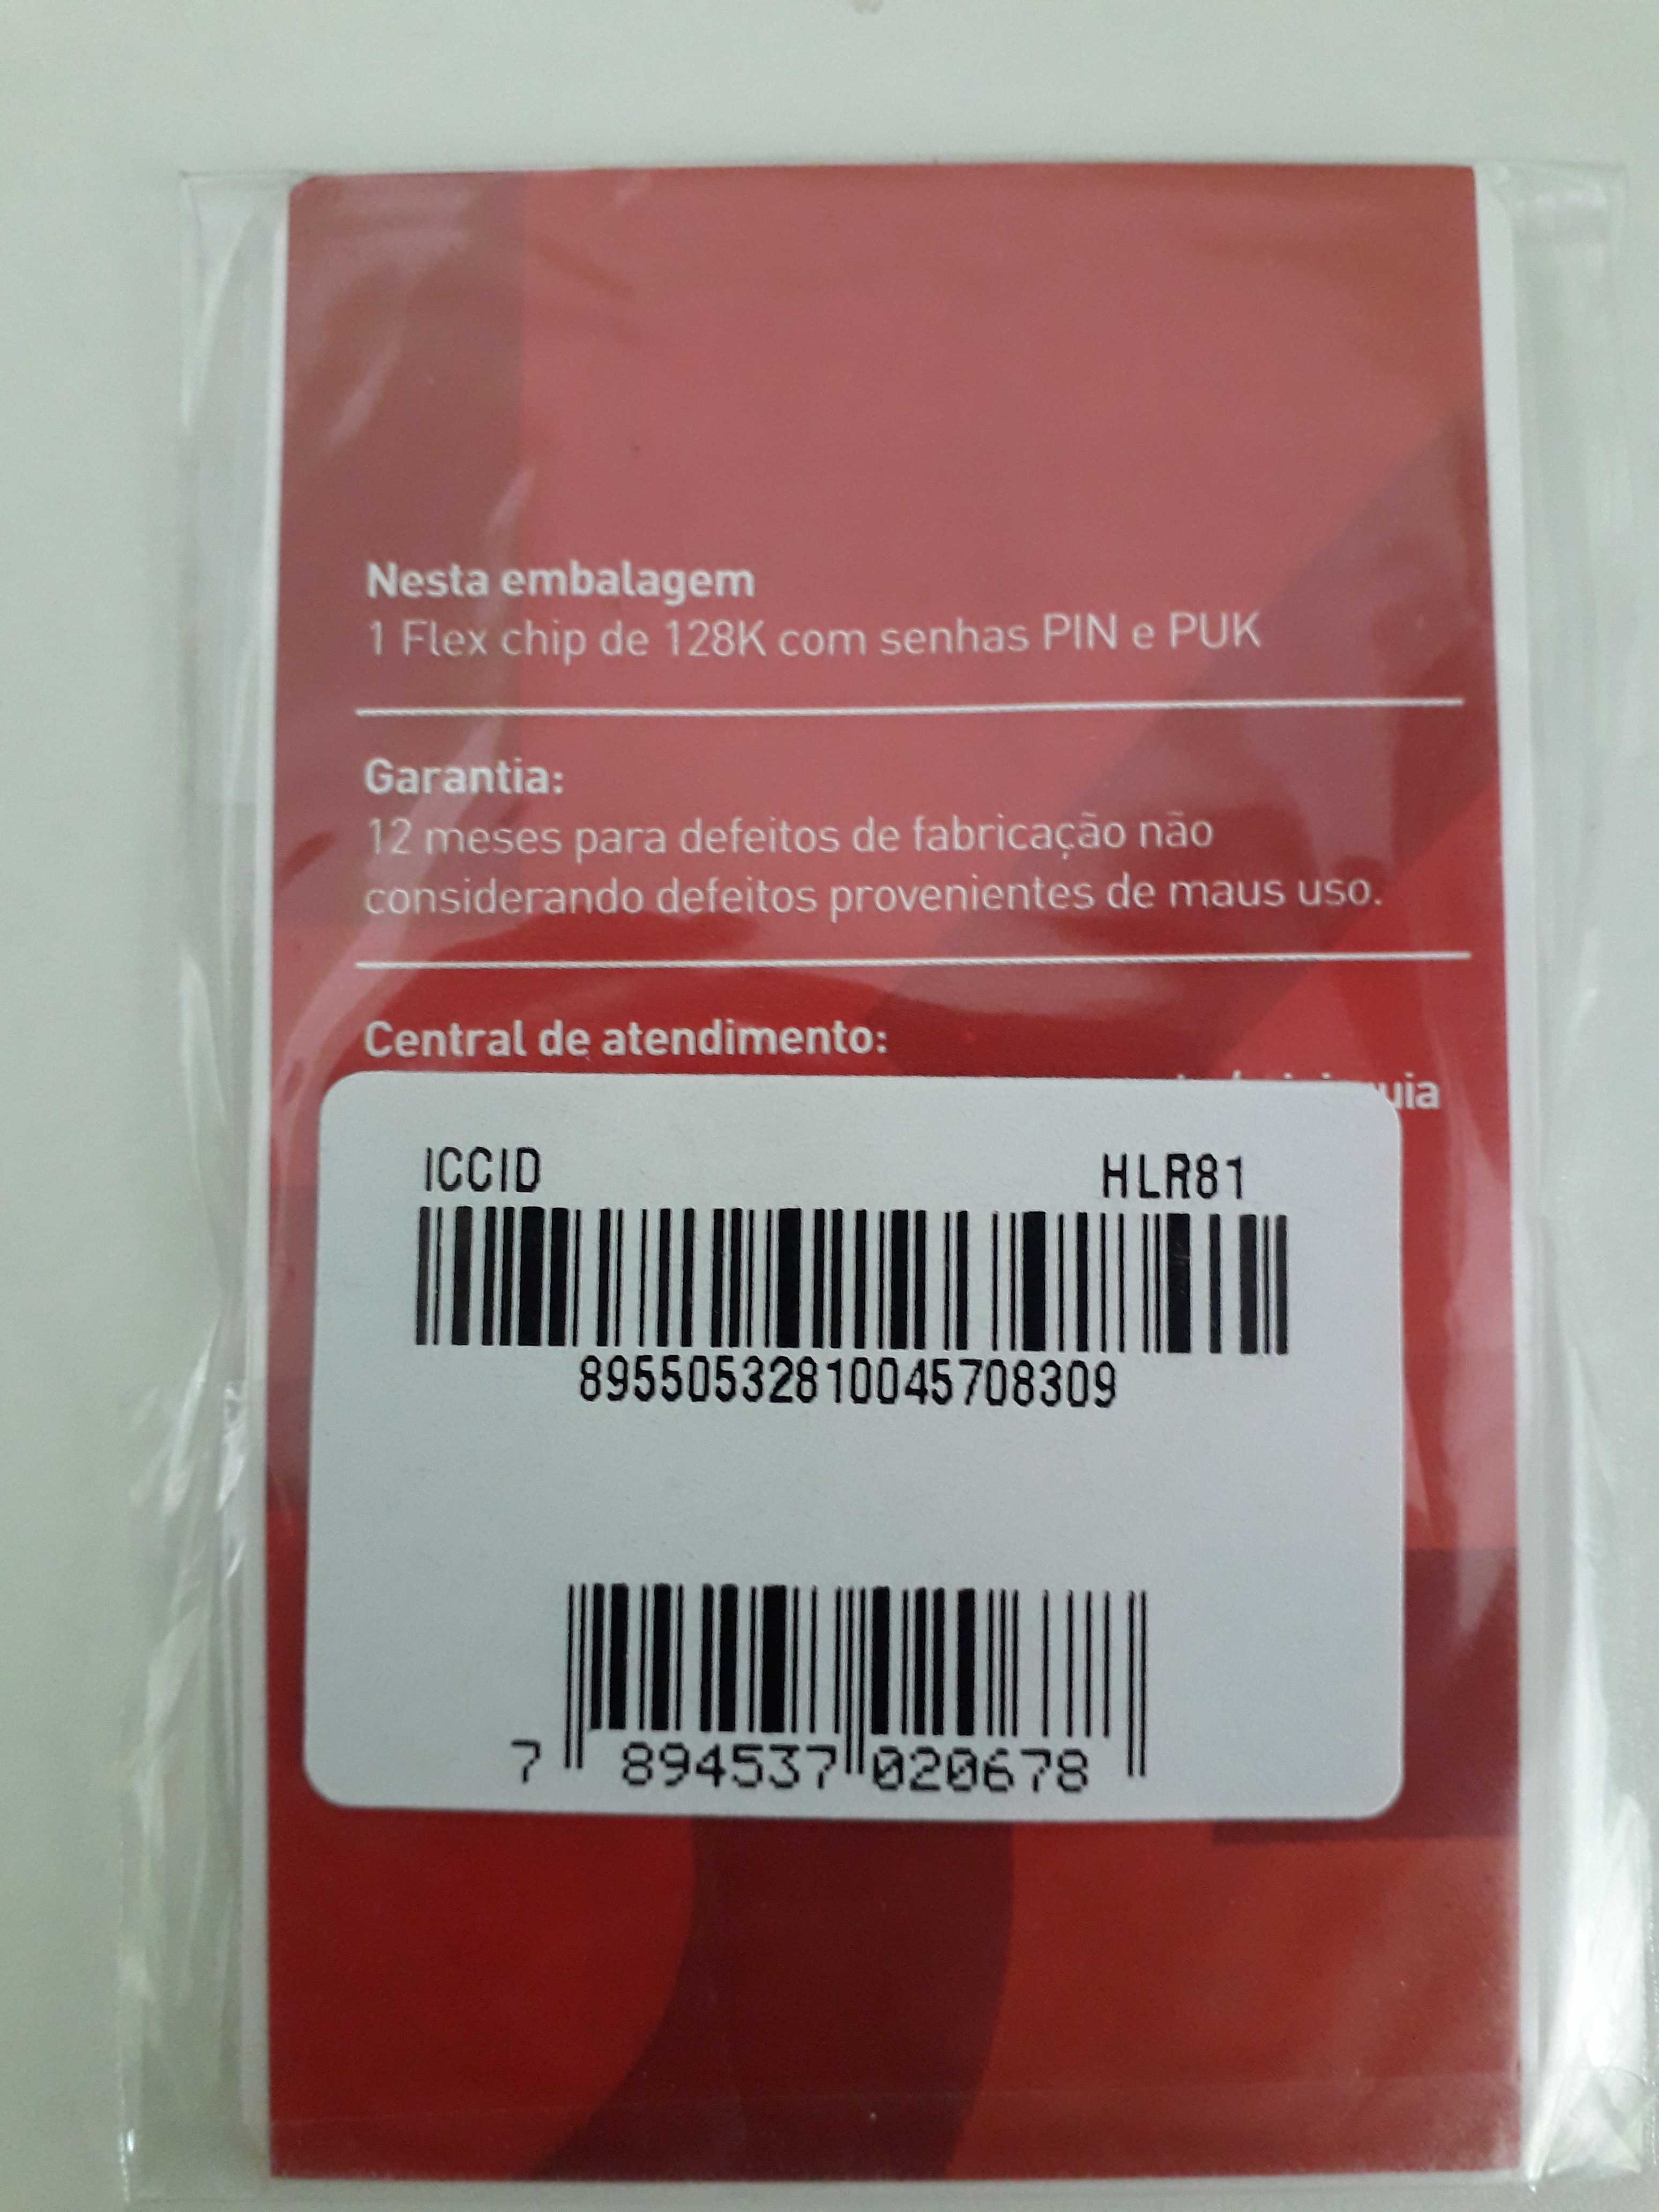 Nesta embalagem
1 Flex chip de 128K com senhas PIN e PUK
Garantia:
12 meses para defeitos de fabricação não
considerando defeitos provenientes de maus uso.
Central de atendimento:
ICCID HLR81
89550532810045708309
7 894537 020678